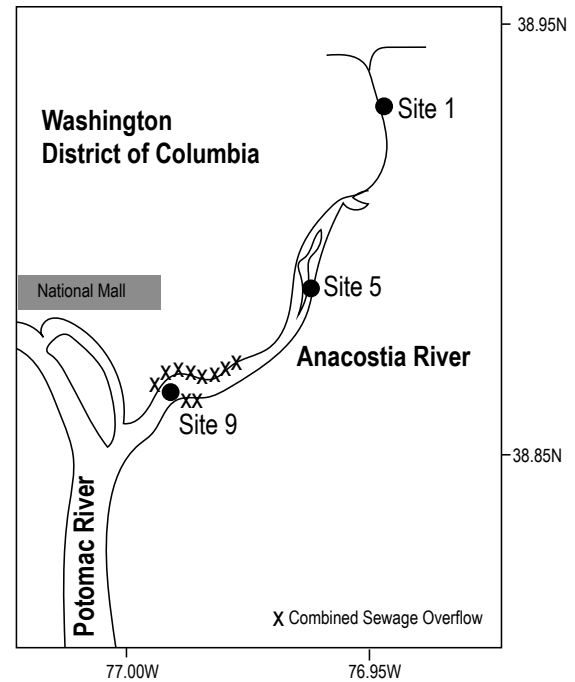 38.95N
Washington
District of Columbia
Site 1
National Mall
Site 5
Anacostia River
X X X X X X X X
X X
Site 9
38.85N
Potomac River
X Combined Sewage Overflow
77.00W
76.95W